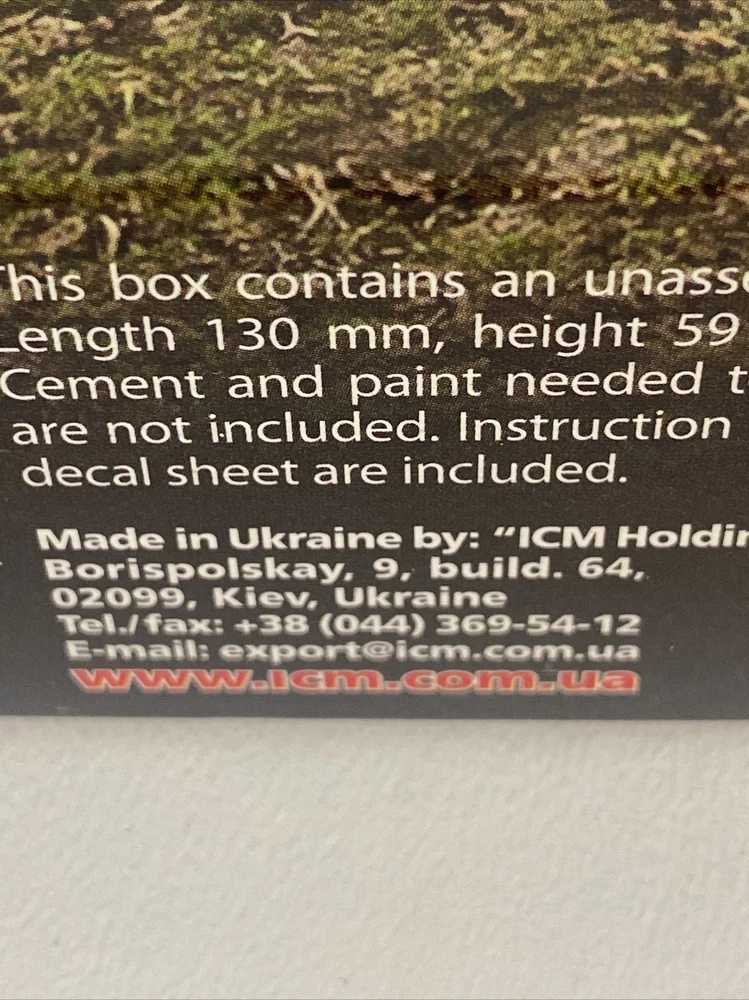 This box contains an unasse
Length 130 mm, height 59
Cement and paint needed t
are not included. Instruction
decal sheet are included.
Made in Ukraine by: “ICM Holdin
Borispolskay, 9, build. 64,
02099, Kiev, Ukraine
Tel./fax: +38 (044) 369-54-12
E-mail: export@icm.com.ua
www.icm.com.ua